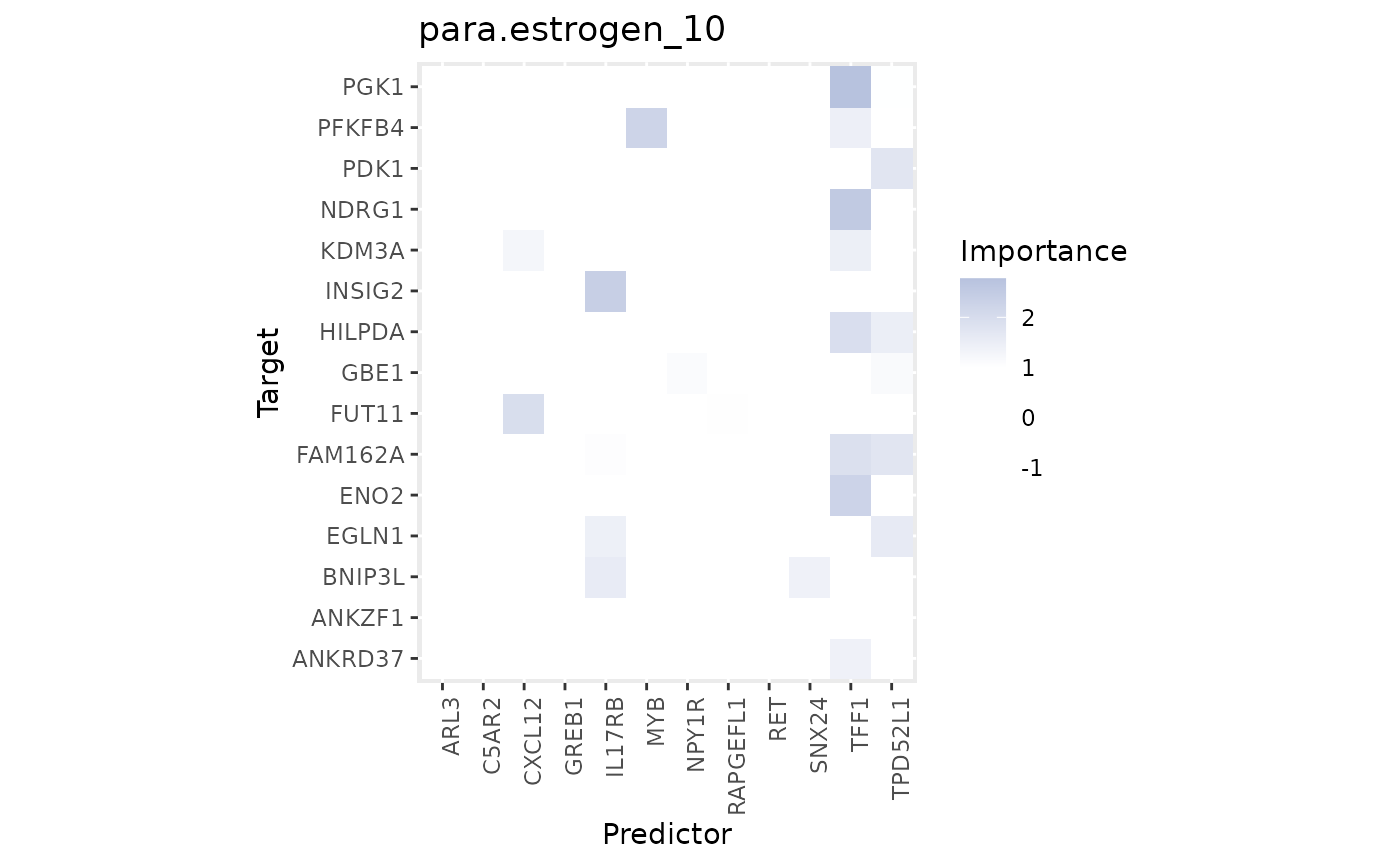 para.estrogen_10
Target
PGK1
PFKFB4
PDK1
NDRG1
KDM3A
INSIG2
HILPDA
GBE1
FUT11
FAM162A
ENO2
EGLN1
BNIP3L
ANKZF1
ANKRD37
ARL3
C5AR2
CXCL12
GREB1
IL17RB
MYB
NPY1R
RAPGEFL1
RET
SNX24
TFF1
TPD52L1
Predictor
Importance
2
1
0
-1